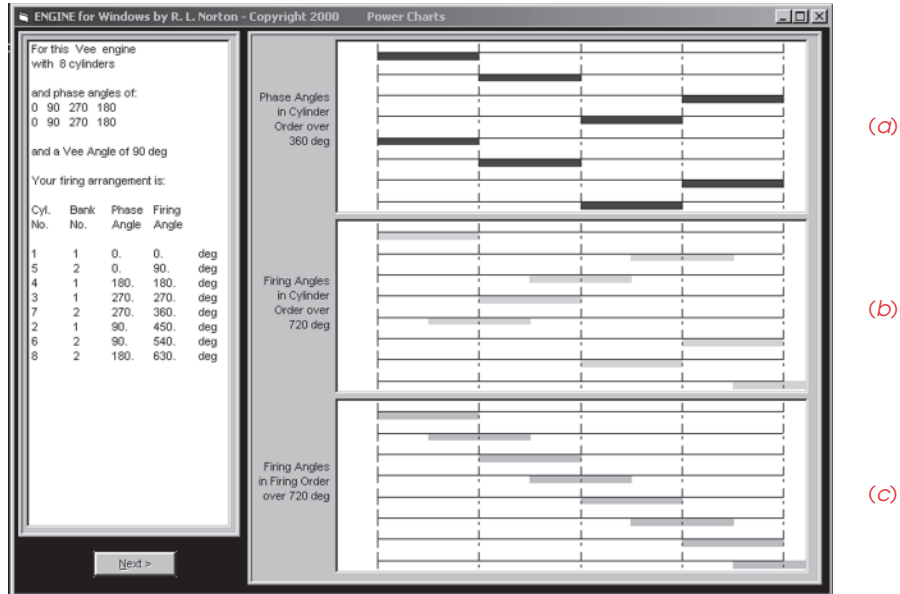 ENGINE for Windows by R. L. Norton - Copyright 2000 Power Charts
For this Vee engine
with 8 cylinders
and phase angles of:
0 90 270 180
0 90 270 180
and a Vee Angle of 90 deg
Your firing arrangement is:
Cyl. Bank Phase Firing
No. No. Angle Angle
1 1 0. 0. deg
5 2 0. 90. deg
4 1 180. 180. deg
3 1 270. 270. deg
7 2 270. 360. deg
2 1 90. 450. deg
6 2 90. 540. deg
8 2 180. 630. deg
Next >
Phase Angles
in Cylinder
Order over
360 deg
(a)
Firing Angles
in Cylinder
Order over
720 deg
(b)
Firing Angles
in Firing Order
over 720 deg
(c)